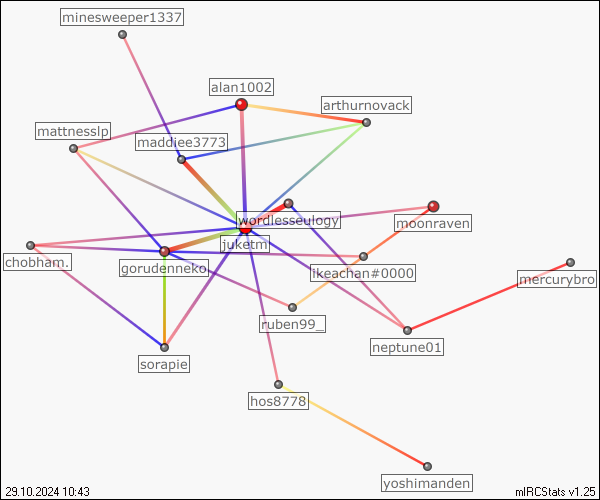 minesweeper1337
alan1002
arthurnovack
mattnesslp
maddiee3773
wordlesseulogy
moonraven
juketm
chobham.
gorudenneko
ikeachan#0000
mercurybro
ruben99_
neptune01
sorapie
hos8778
yoshimanden
29.10.2024 10:43
mIRCStats v1.25